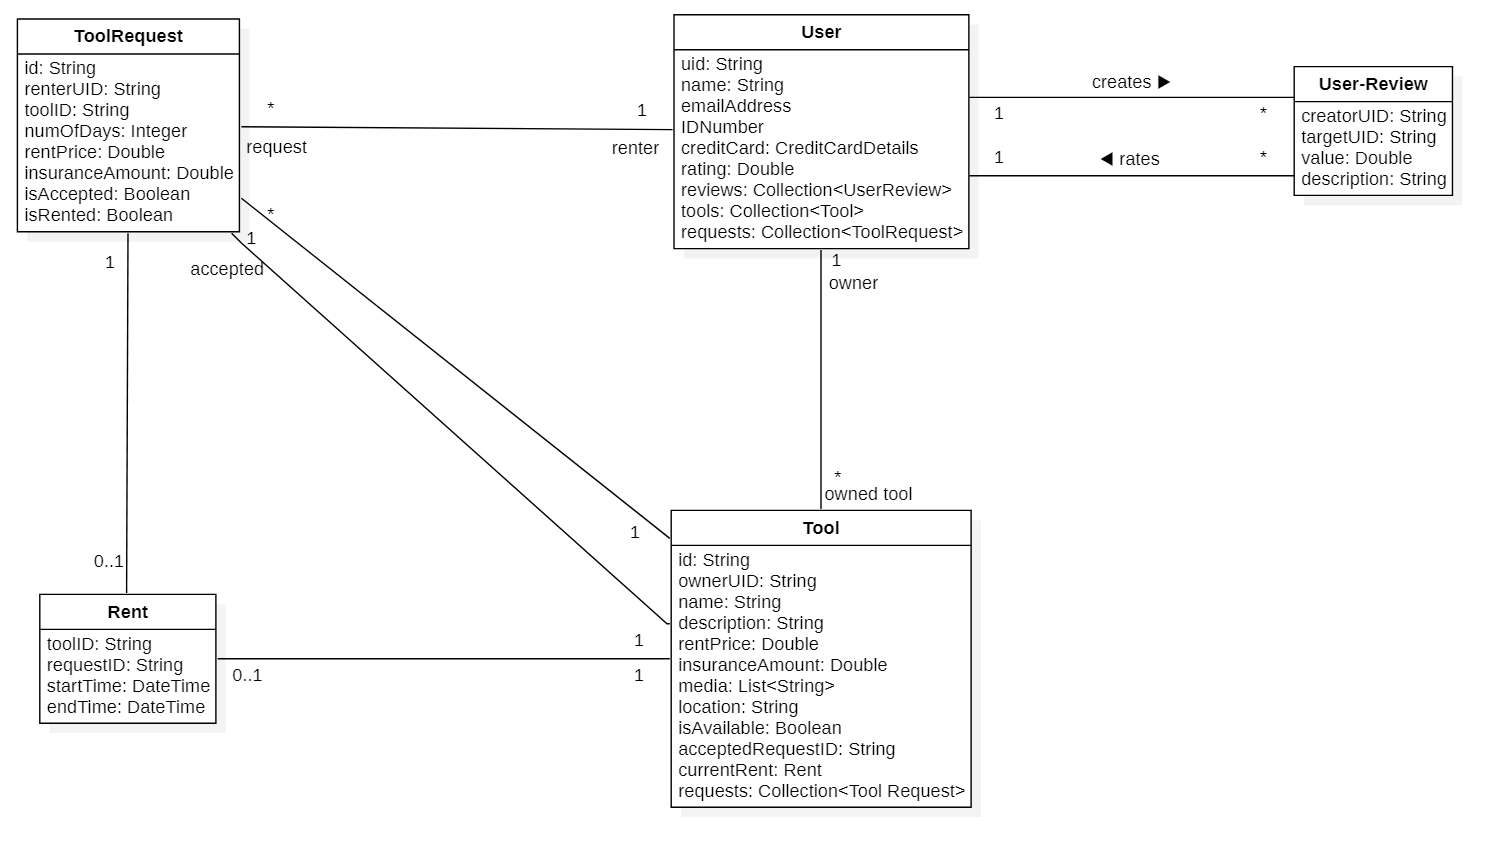 ToolRequest
id: String
renterUID: String
toolID: String
numOfDays: Integer
rentPrice: Double
insuranceAmount: Double
isAccepted: Boolean
isRented: Boolean
*
request
1
renter
User
uid: String
name: String
emailAddress
IDNumber
creditCard: CreditCardDetails
rating: Double
reviews: Collection<UserReview>
tools: Collection<Tool>
requests: Collection<ToolRequest>
creates ▶
1
*
1
◀ rates
*
User-Review
creatorUID: String
targetUID: String
value: Double
description: String
*
1
accepted
1
1
owner
*
owned tool
1
0..1
Rent
toolID: String
requestID: String
startTime: DateTime
endTime: DateTime
0..1
1
1
Tool
id: String
ownerUID: String
name: String
description: String
rentPrice: Double
insuranceAmount: Double
media: List<String>
location: String
isAvailable: Boolean
acceptedRequestID: String
currentRent: Rent
requests: Collection<Tool Request>